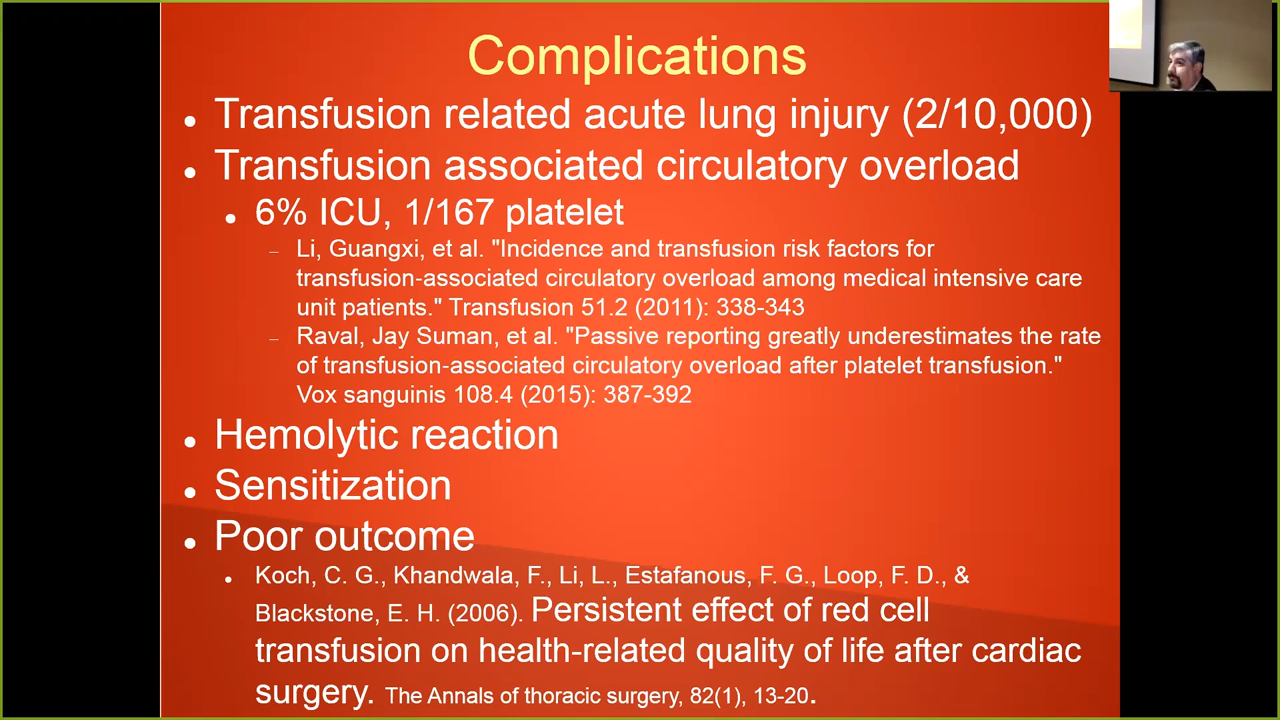 Complications
• Transfusion related acute lung injury (2/10,000)
• Transfusion associated circulatory overload
• 6% ICU, 1/167 platelet
– Li, Guangxi, et al. "Incidence and transfusion risk factors for
transfusion-associated circulatory overload among medical intensive care
unit patients." Transfusion 51.2 (2011): 338-343
– Raval, Jay Suman, et al. "Passive reporting greatly underestimates the rate
of transfusion-associated circulatory overload after platelet transfusion."
Vox sanguinis 108.4 (2015): 387-392
• Hemolytic reaction
• Sensitization
• Poor outcome
• Koch, C. G., Khandwala, F., Li, L., Estafanous, F. G., Loop, F. D., &
Blackstone, E. H. (2006). Persistent effect of red cell
transfusion on health-related quality of life after cardiac
surgery. The Annals of thoracic surgery, 82(1), 13-20.